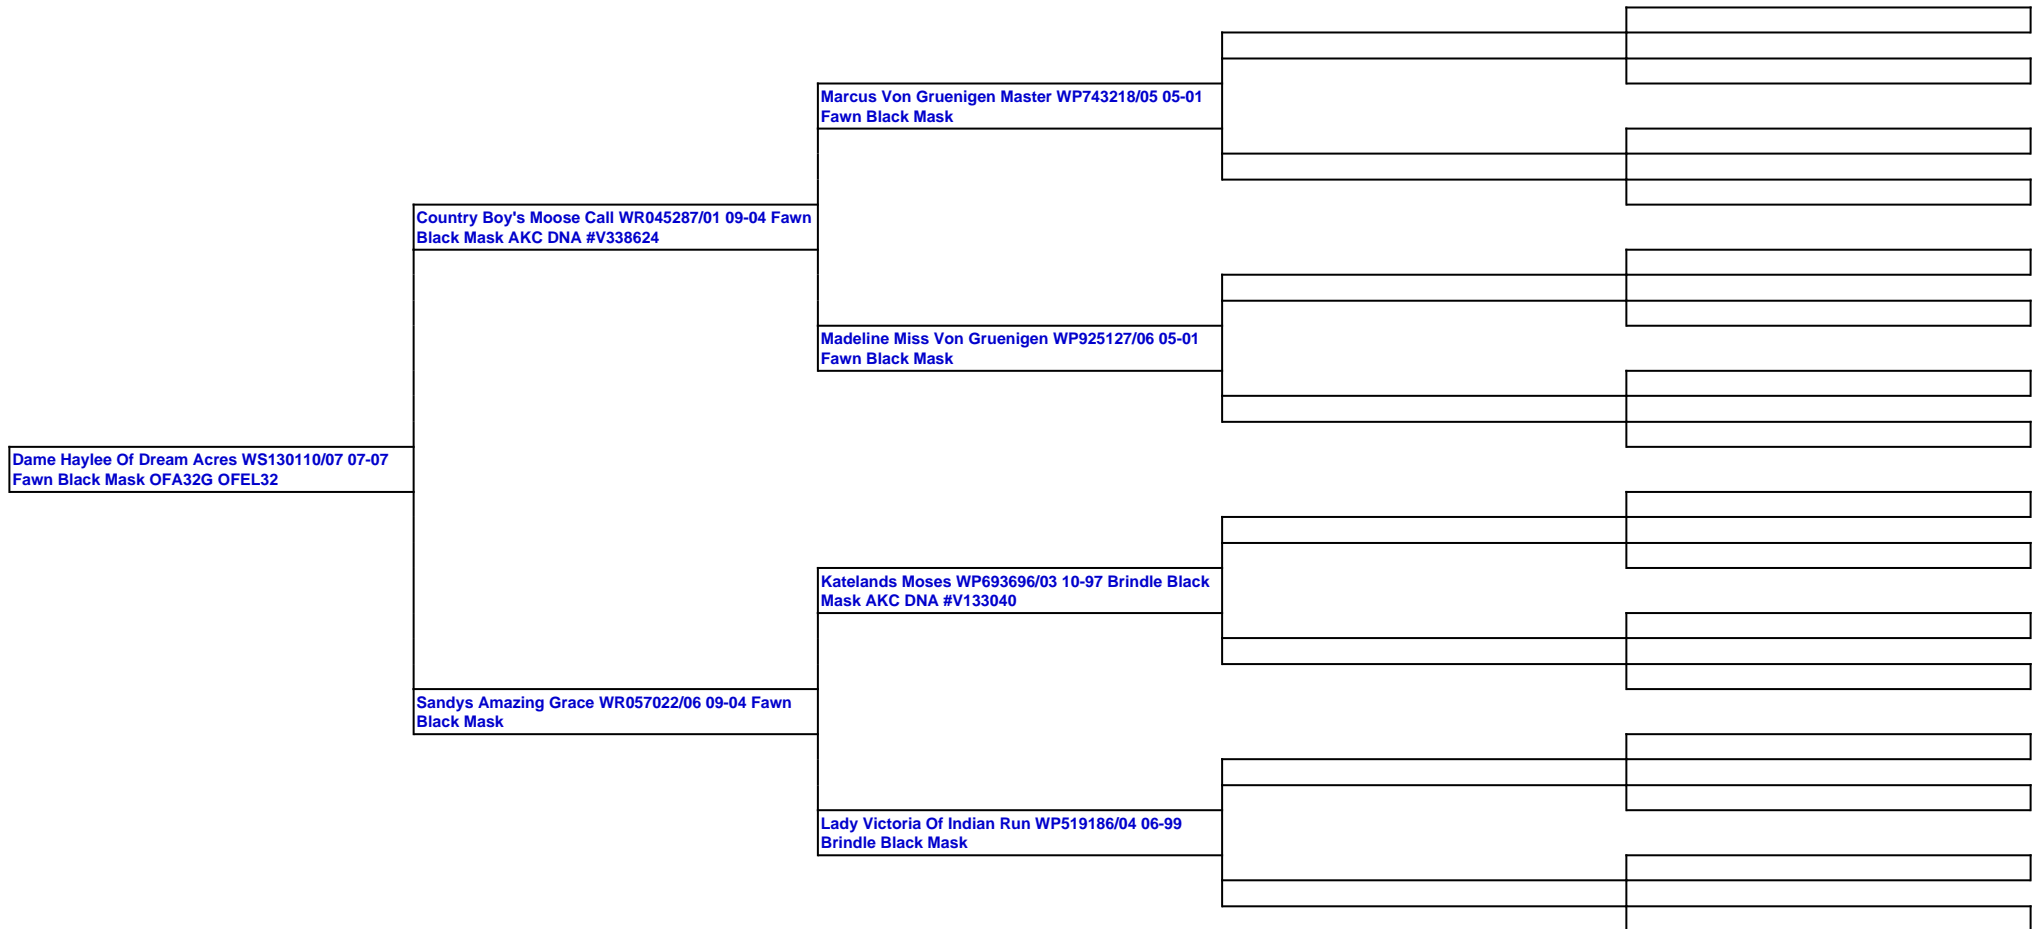 Marcus Von Gruenigen Master WP743218/05 05-01
Fawn Black Mask
Country Boy's Moose Call WR045287/01 09-04 Fawn
Black Mask AKC DNA #V338624
Madeline Miss Von Gruenigen WP925127/06 05-01
Fawn Black Mask
Dame Haylee Of Dream Acres WS130110/07 07-07
Fawn Black Mask OFA32G OFEL32
Katelands Moses WP693696/03 10-97 Brindle Black
Mask AKC DNA #V133040
Sandys Amazing Grace WR057022/06 09-04 Fawn
Black Mask
Lady Victoria Of Indian Run WP519186/04 06-99
Brindle Black Mask